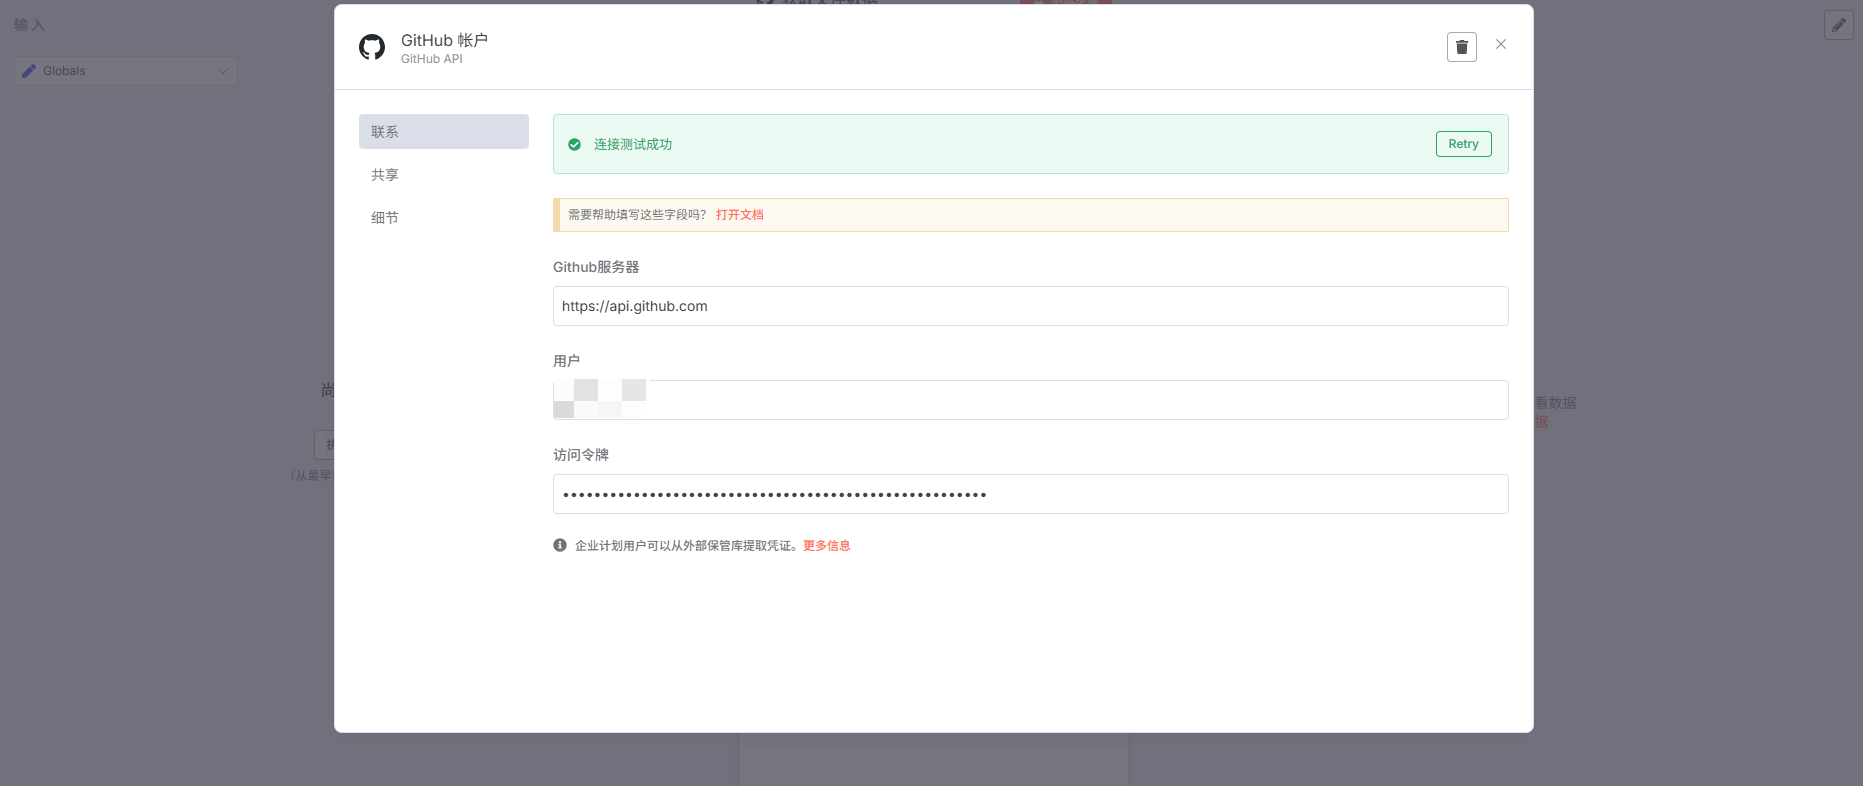 输入
Globals
GitHub 帐户
GitHub API
联系
共享
细节
连接测试成功
Retry
需要帮助填写这些字段吗? 打开文档
Github服务器
https://api.github.com
用户
访问令牌
企业计划用户可以从外部保管库提取凭证。更多信息
尚
(从最早
看数据
据